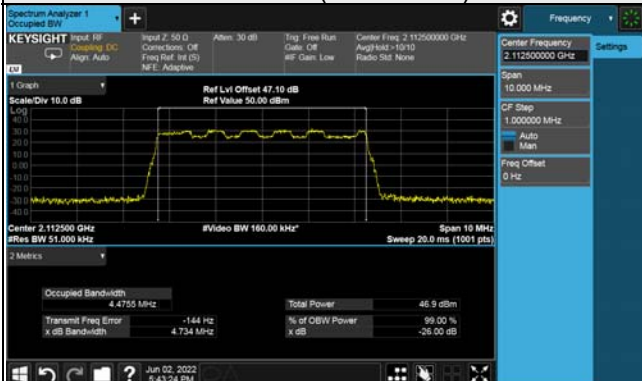 Spectrum Analyzer 1
Occupied BW
+
Frequency
KEYSIGHT
Input: RF
Coupling: DC
Align: Auto
Input Z: 50 Ω
Corrections: Off
Freq Ref: Int (S)
NFE: Adaptive
Atten: 30 dB
Trig: Free Run
Gate: Off
#IF Gain: Low
Center Freq: 2.112500000 GHz
Avg|Hold:>10/10
Radio Std: None
Center Frequency
2.112500000 GHz
Settings
Span
10.000 MHz
CF Step
1.000000 MHz
Auto
Man
Freq Offset
0 Hz
1 Graph
Scale/Div 10.0 dB
Ref Lvl Offset 47.10 dB
Ref Value 50.00 dBm
Log
40.0
30.0
20.0
10.0
0.00
-10.0
-20.0
-30.0
-40.0
Center 2.112500 GHz
#Res BW 51.000 kHz
#Video BW 160.00 kHz*
Span 10 MHz
Sweep 20.0 ms (1001 pts)
2 Metrics
Occupied Bandwidth
4.4755 MHz
Total Power
46.9 dBm
Transmit Freq Error
-144 Hz
% of OBW Power
99.00 %
x dB Bandwidth
4.734 MHz
x dB
-26.00 dB
?
Jun 02, 2022
5:43:24 PM